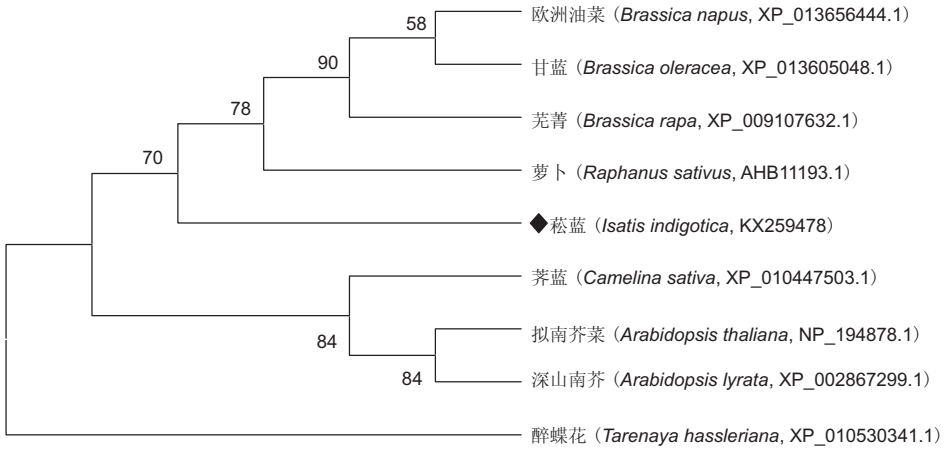 欧洲油菜（Brassica napus, XP_013656444.1）
58
甘蓝（Brassica oleracea, XP_013605048.1）
90
芜菁（Brassica rapa, XP_009107632.1）
78
萝卜（Raphanus sativus, AHB11193.1）
70
◆菘蓝（Isatis indigotica, KX259478）
荠蓝（Camelina sativa, XP_010447503.1）
拟南芥菜（Arabidopsis thaliana, NP_194878.1）
84
深山南芥（Arabidopsis lyrata, XP_002867299.1）
84
醉蝶花（Tarenaya hassleriana, XP_010530341.1）